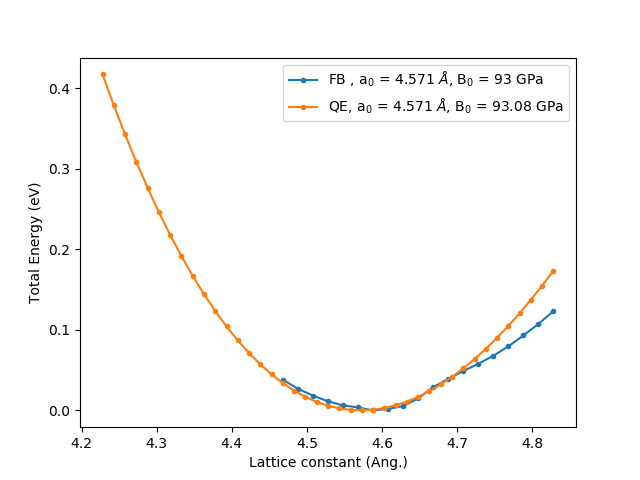 FB , a₀ = 4.571 Å, B₀ = 93 GPa
QE, a₀ = 4.571 Å, B₀ = 93.08 GPa
Total Energy (eV)
0.4
0.3
0.2
0.1
0.0
4.2 4.3 4.4 4.5 4.6 4.7 4.8
Lattice constant (Ang.)